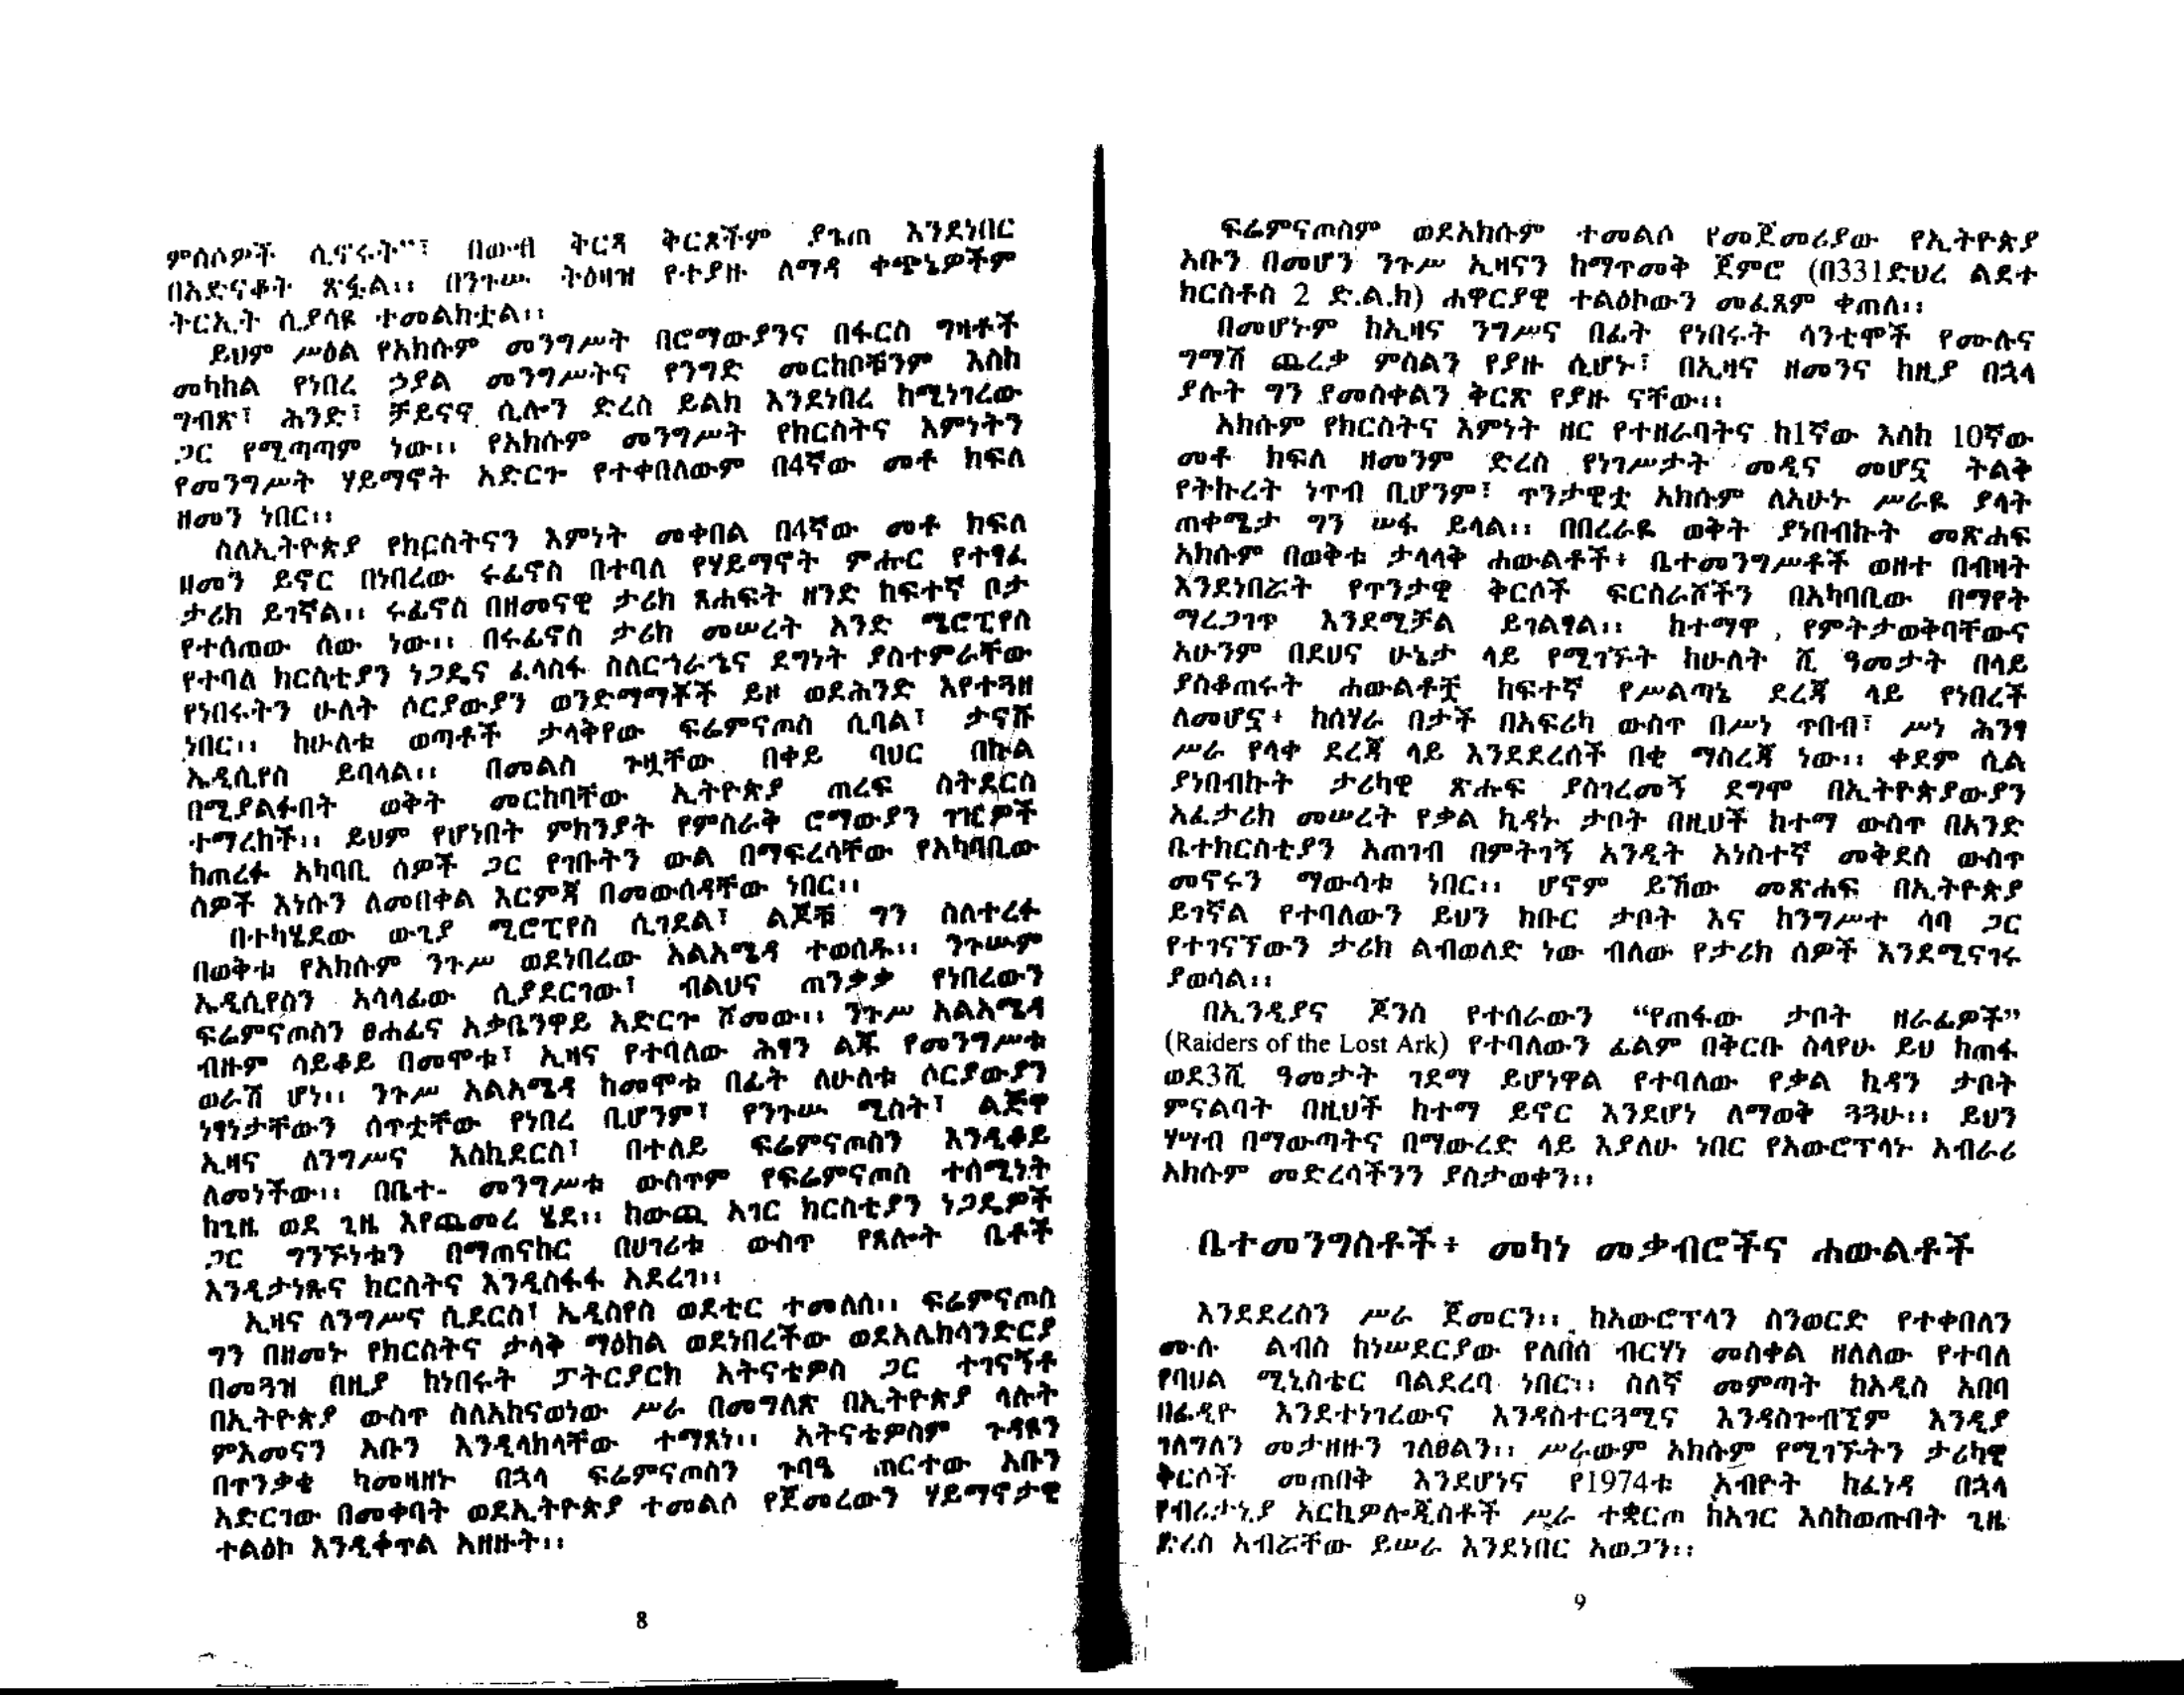 ምሰሶዎች ሲኖሩት"፣ በውብ ቅርጻ ቅርጾችም ያጌጠ እንደነበር
በአድናቆት ጽፏል። በንጉሡ ትዕዛዝ የተያዙ ለማዳ ቀጭኔዎችም
ትርኢት ሲያሳዩ ተመልክቷል።
ይህም ሥዕል የአክሱም መንግሥት በሮማውያንና በፋርስ ግዛቶች
መካከል የነበረ ኃያል መንግሥትና የንግድ መርከቦቹንም እስከ
ግብጽ፣ ሕንድ፣ ቻይናና ሲሎን ድረስ ይልክ እንደነበረ ከሚነገረው
ጋር የሚጣጣም ነው። የአክሱም መንግሥት የክርስትና እምነትን
የመንግሥት ሃይማኖት አድርጎ የተቀበለውም በ4ኛው መቶ ክፍለ
ዘመን ነበር።
ስለኢትዮጵያ የክርስትናን እምነት መቀበል በ4ኛው መቶ ክፍለ
ዘመን ይኖር በነበረው ሩፊኖስ በተባለ የሃይማኖት ምሑር የተፃፈ
ታሪክ ይገኛል። ሩፊኖስ በዘመናዊ ታሪክ ጸሐፍት ዘንድ ከፍተኛ ቦታ
የተሰጠው ሰው ነው። በሩፊኖስ ታሪክ መሠረት አንድ ሜሮፒየስ
የተባለ ክርስቲያን ነጋዴና ፈላስፋ ስለርኅራኄና ደግነት ያስተምራቸው
የነበሩትን ሁለት ሶርያውያን ወንድማማቾች ይዞ ወደሕንድ እየተጓዘ
ነበር። ከሁለቱ ወጣቶች ታላቅየው ፍሬምናጦስ ሲባል፣ ታናሹ
ኤዲሲየስ ይባላል። በመልስ ጉዟቸው በቀይ ባህር በኩል
በሚያልፉበት ወቅት መርከባቸው ኢትዮጵያ ጠረፍ ስትደርስ
ተማረከች። ይህም የሆነበት ምክንያት የምስራቅ ሮማውያን ገዢዎች
ከጠረፉ አካባቢ ሰዎች ጋር የገቡትን ውል በማፍረሳቸው የአካባቢው
ሰዎች እነሱን ለመበቀል እርምጃ በመውሰዳቸው ነበር።
በተካሄደው ውጊያ ሜሮፒየስ ሲገደል፣ ልጆቹ ግን ስለተረፉ
በወቅቱ የአክሱም ንጉሥ ወደነበረው አልአሜዳ ተወሰዱ። ንጉሡም
ኤዲሲየስን አሳላፊው ሲያደርገው፣ ብልህና ጠንቃቃ የነበረውን
ፍሬምናጦስን ፀሐፊና አቃቤንዋይ አድርጎ ሾመው። ንጉሥ አልአሜዳ
ብዙም ሳይቆይ በመሞቱ፣ ኢዛና የተባለው ሕፃን ልጁ የመንግሥቱ
ወራሽ ሆነ። ንጉሥ አልአሜዳ ከመሞቱ በፊት ለሁለቱ ሶርያውያን
ነፃነታቸውን ሰጥቷቸው የነበረ ቢሆንም፣ የንጉሡ ሚስት፣ ልጅዋ
ኢዛና ለንግሥና እስኪደርስ፣ በተለይ ፍሬምናጦስን እንዲቆይ
ለመነችው። በቤተ- መንግሥቱ ውስጥም የፍሬምናጦስ ተሰሚነት
ከጊዜ ወደ ጊዜ እየጨመረ ሄደ። ከውጪ አገር ክርስቲያን ነጋዴዎች
ጋር ግንኙነቱን በማጠናከር በሀገሪቱ ውስጥ የጸሎት ቤቶች
እንዲታነጹና ክርስትና እንዲስፋፋ አደረገ።
ኢዛና ለንግሥና ሲደርስ፣ ኤዲስየስ ወደቲር ተመለሰ። ፍሬምናጦስ
ግን በዘመኑ የክርስትና ታላቅ ማዕከል ወደነበረችው ወደአሌክሳንድርያ
በመጓዝ በዚያ ከነበሩት ፓትርያርክ አትናቴዎስ ጋር ተገናኝቶ
በኢትዮጵያ ውስጥ ስለአከናወነው ሥራ በመግለጽ በኢትዮጵያ ላሉት
ምእመናን አቡን እንዲላክላቸው ተማጸነ። አትናቴዎስም ጉዳዩን
በጥንቃቄ ካመዛዘኑ በኋላ ፍሬምናጦስን ጉባዔ ጠርተው አቡን
አድርገው በመቀባት ወደኢትዮጵያ ተመልሶ የጀመረውን ሃይማኖታዊ
ተልዕኮ እንዲቀጥል አዘዙት።
8
ፍሬምናጦስም ወደአክሱም ተመልሶ የመጀመሪያው የኢትዮጵያ
አቡን በመሆን ንጉሥ ኢዛናን ከማጥመቅ ጀምሮ (በ331ድህረ ልደተ
ክርስቶስ 2 ድ.ል.ክ) ሐዋርያዊ ተልዕኮውን መፈጸም ቀጠለ።
በመሆኑም ከኢዛና ንግሥና በፊት የነበሩት ሳንቲሞች የሙሉና
ግማሽ ጨረቃ ምስልን የያዙ ሲሆኑ፣ በኢዛና ዘመንና ከዚያ በኋላ
ያሉት ግን የመስቀልን ቅርጽ የያዙ ናቸው።
አክሱም የክርስትና እምነት ዘር የተዘራባትና ከ1ኛው እስከ 10ኛው
መቶ ክፍለ ዘመንም ድረስ የነገሥታት መዲና መሆኗ ትልቅ
የትኩረት ነጥብ ቢሆንም፣ ጥንታዊቷ አክሱም ለአሁኑ ሥራዬ ያላት
ጠቀሜታ ግን ሠፋ ይላል። በበረራዬ ወቅት ያነበብኩት መጽሐፍ
አክሱም በወቅቱ ታላላቅ ሐውልቶች፥ ቤተመንግሥቶች ወዘተ በብዛት
እንደነበሯት የጥንታዊ ቅርሶች ፍርስራሾችን በአካባቢው በማየት
ማረጋገጥ እንደሚቻል ይገልፃል። ከተማዋ የምትታወቅባቸውና
አሁንም በደህና ሁኔታ ላይ የሚገኙት ከሁለት ሺ ዓመታት በላይ
ያስቆጠሩት ሐውልቶቿ ከፍተኛ የሥልጣኔ ደረጃ ላይ የነበረች
ለመሆኗ፥ ከሰሃራ በታች በአፍሪካ ውስጥ በሥነ ጥበብ፣ ሥነ ሕንፃ
ሥራ የላቀ ደረጃ ላይ እንደደረሰች በቂ ማስረጃ ነው። ቀደም ሲል
ያነበብኩት ታሪካዊ ጽሑፍ ያስገረመኝ ደግሞ በኢትዮጵያውያን
አፈታሪክ መሠረት የቃል ኪዳኑ ታቦት በዚህች ከተማ ውስጥ በአንድ
ቤተክርስቲያን አጠገብ በምትገኝ አንዲት አነስተኛ መቅደስ ውስጥ
መኖሩን ማውሳቱ ነበር። ሆኖም ይኸው መጽሐፍ በኢትዮጵያ
ይገኛል የተባለውን ይህን ክቡር ታቦት እና ከንግሥተ ሳባ ጋር
የተገናኘውን ታሪክ ልብወለድ ነው ብለው የታሪክ ሰዎች እንደሚናገሩ
ያወሳል።
በኢንዲያና ጆንስ የተሰራውን “የጠፋው ታቦት ዘራፊዎች”
(Raiders of the Lost Ark) የተባለውን ፊልም በቅርቡ ስላየሁ ይህ ከጠፋ
ወደ3ሺ ዓመታት ገደማ ይሆነዋል የተባለው የቃል ኪዳን ታቦት
ምናልባት በዚህች ከተማ ይኖር እንደሆነ ለማወቅ ጓጓሁ። ይህን
ሃሣብ በማውጣትና በማውረድ ላይ እያለሁ ነበር የአውሮፕላኑ አብራሪ
አክሱም መድረሳችንን ያስታወቀን።
ቤተመንግስቶች፥ መካነ መቃብሮችና ሐውልቶች
እንደደረስን ሥራ ጀመርን። ከአውሮፕላን ስንወርድ የተቀበለን
ሙሉ ልብስ ከነሠደርያው የለበሰ ብርሃነ መስቀል ዘለለው የተባለ
የባህል ሚኒስቴር ባልደረባ ነበር። ስለኛ መምጣት ከአዲስ አበባ
በሬዲዮ እንደተነገረውና እንዳስተርጓሚና እንዳስጐብኚም እንዲያ
ገለግለን መታዘዙን ገለፀልን። ሥራውም አክሱም የሚገኙትን ታሪካዊ
ቅርሶች መጠበቅ እንደሆነና የ1974ቱ አብዮት ከፈነዳ በኋላ
የብሪታኒያ አርኪዎሎጂስቶች ሥራ ተቋርጦ ከአገር እስከወጡበት ጊዜ
ድረስ አብሯቸው ይሠራ እንደነበር አወጋን።
9